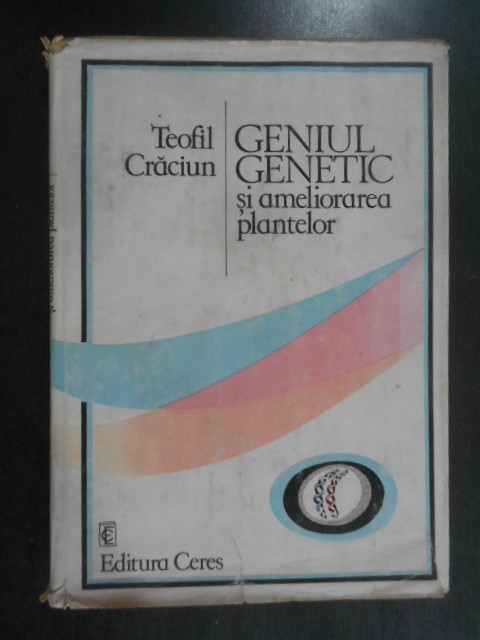 Teofil
Crăciun
GENIUL
GENETIC
și ameliorarea
plantelor
Editura Ceres